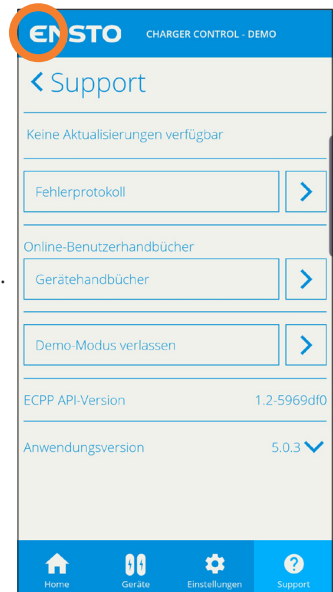 ENSTO CHARGER CONTROL - DEMO
Support
Keine Aktualisierungen verfügbar
Fehlerprotokoll
Online-Benutzerhandbücher
Gerätehandbücher
Demo-Modus verlassen
ECPP API-Version 1.2-5969df0
Anwendungsversion 5.0.3
Home Geräte Einstellungen Support